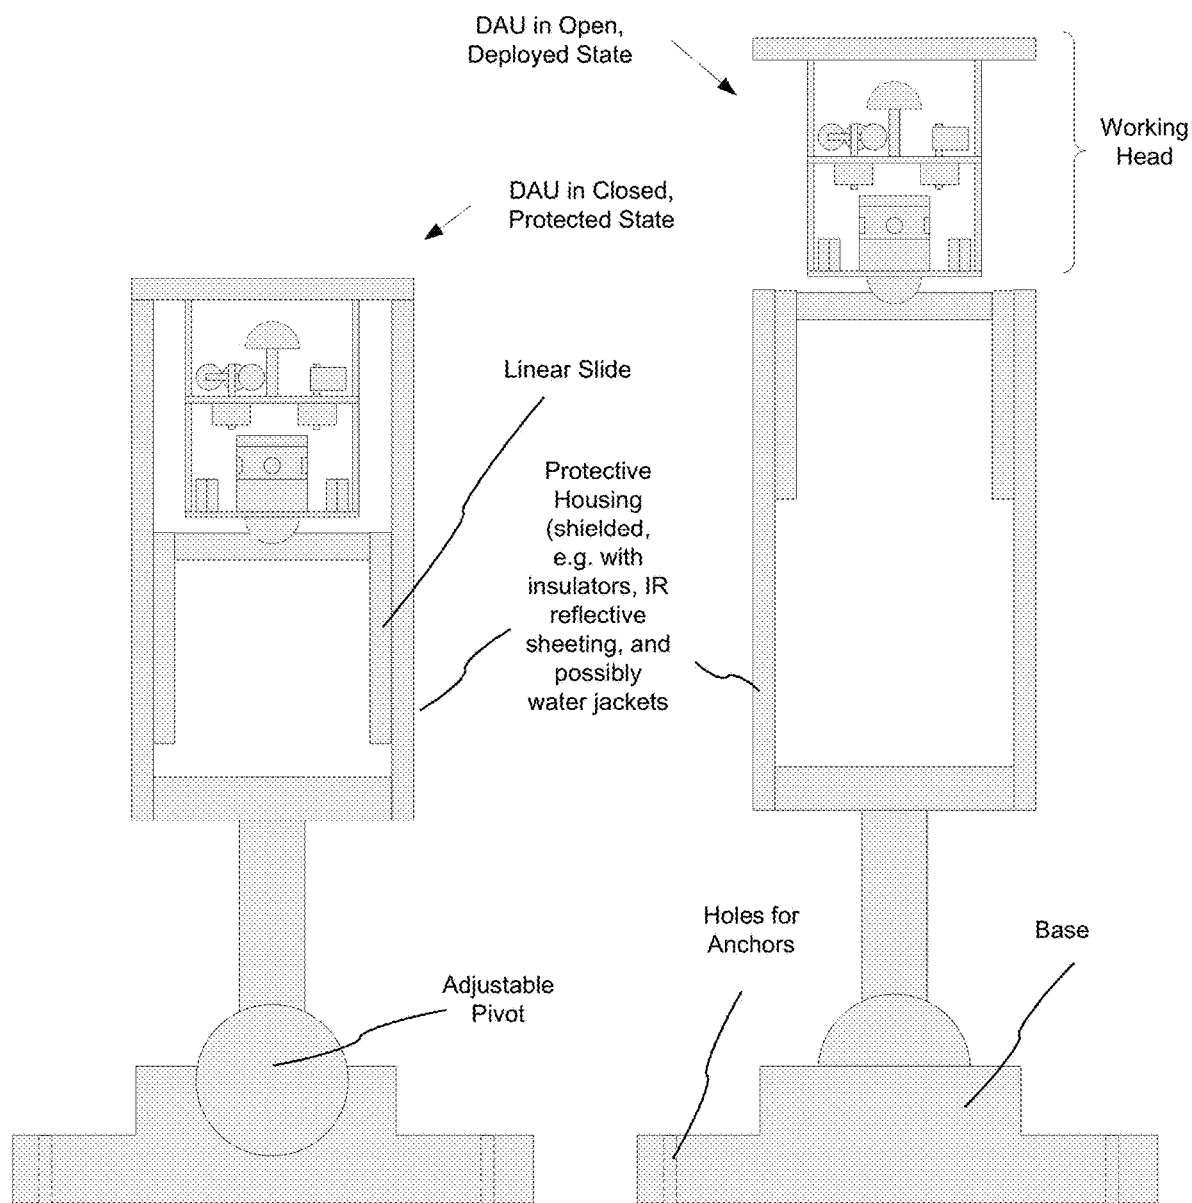 DAU in Open,
Deployed State
Working
Head
DAU in Closed,
Protected State
Linear Slide
Protective
Housing
(shielded,
e.g. with
insulators, IR
reflective
sheeting, and
possibly
water jackets
Holes for
Anchors
Base
Adjustable
Pivot